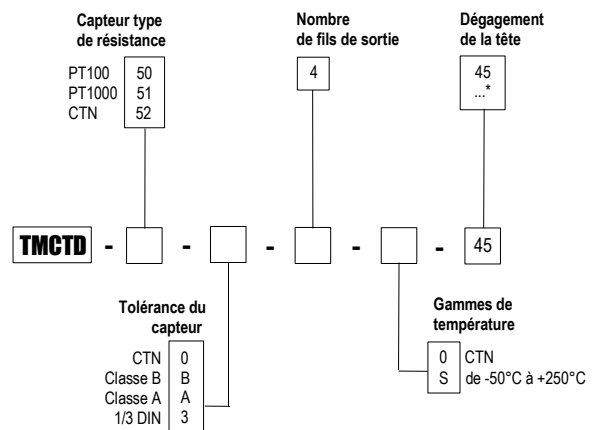 Capteur type
de résistance
PT100 50
PT1000 51
CTN 52
Nombre
de fils de sortie
4
Dégagement
de la tête
45
...*
TMCTD - - - - - 45
Tolérance du
capteur
CTN 0
Classe B B
Classe A A
1/3 DIN 3
Gammes de
température
0 CTN
S de -50°C à +250°C